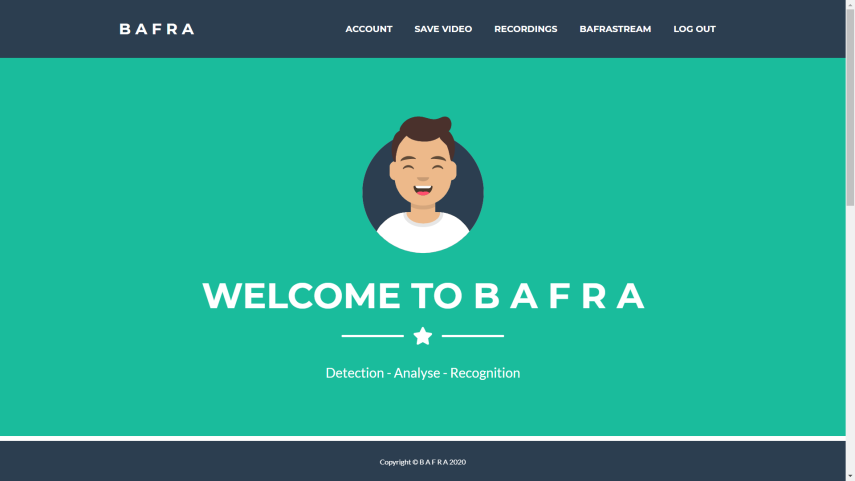 B A F R A
ACCOUNT SAVE VIDEO RECORDINGS BAFRASTREAM LOG OUT
WELCOME TO B A F R A
Detection - Analyse - Recognition
Copyright © B A F R A 2020